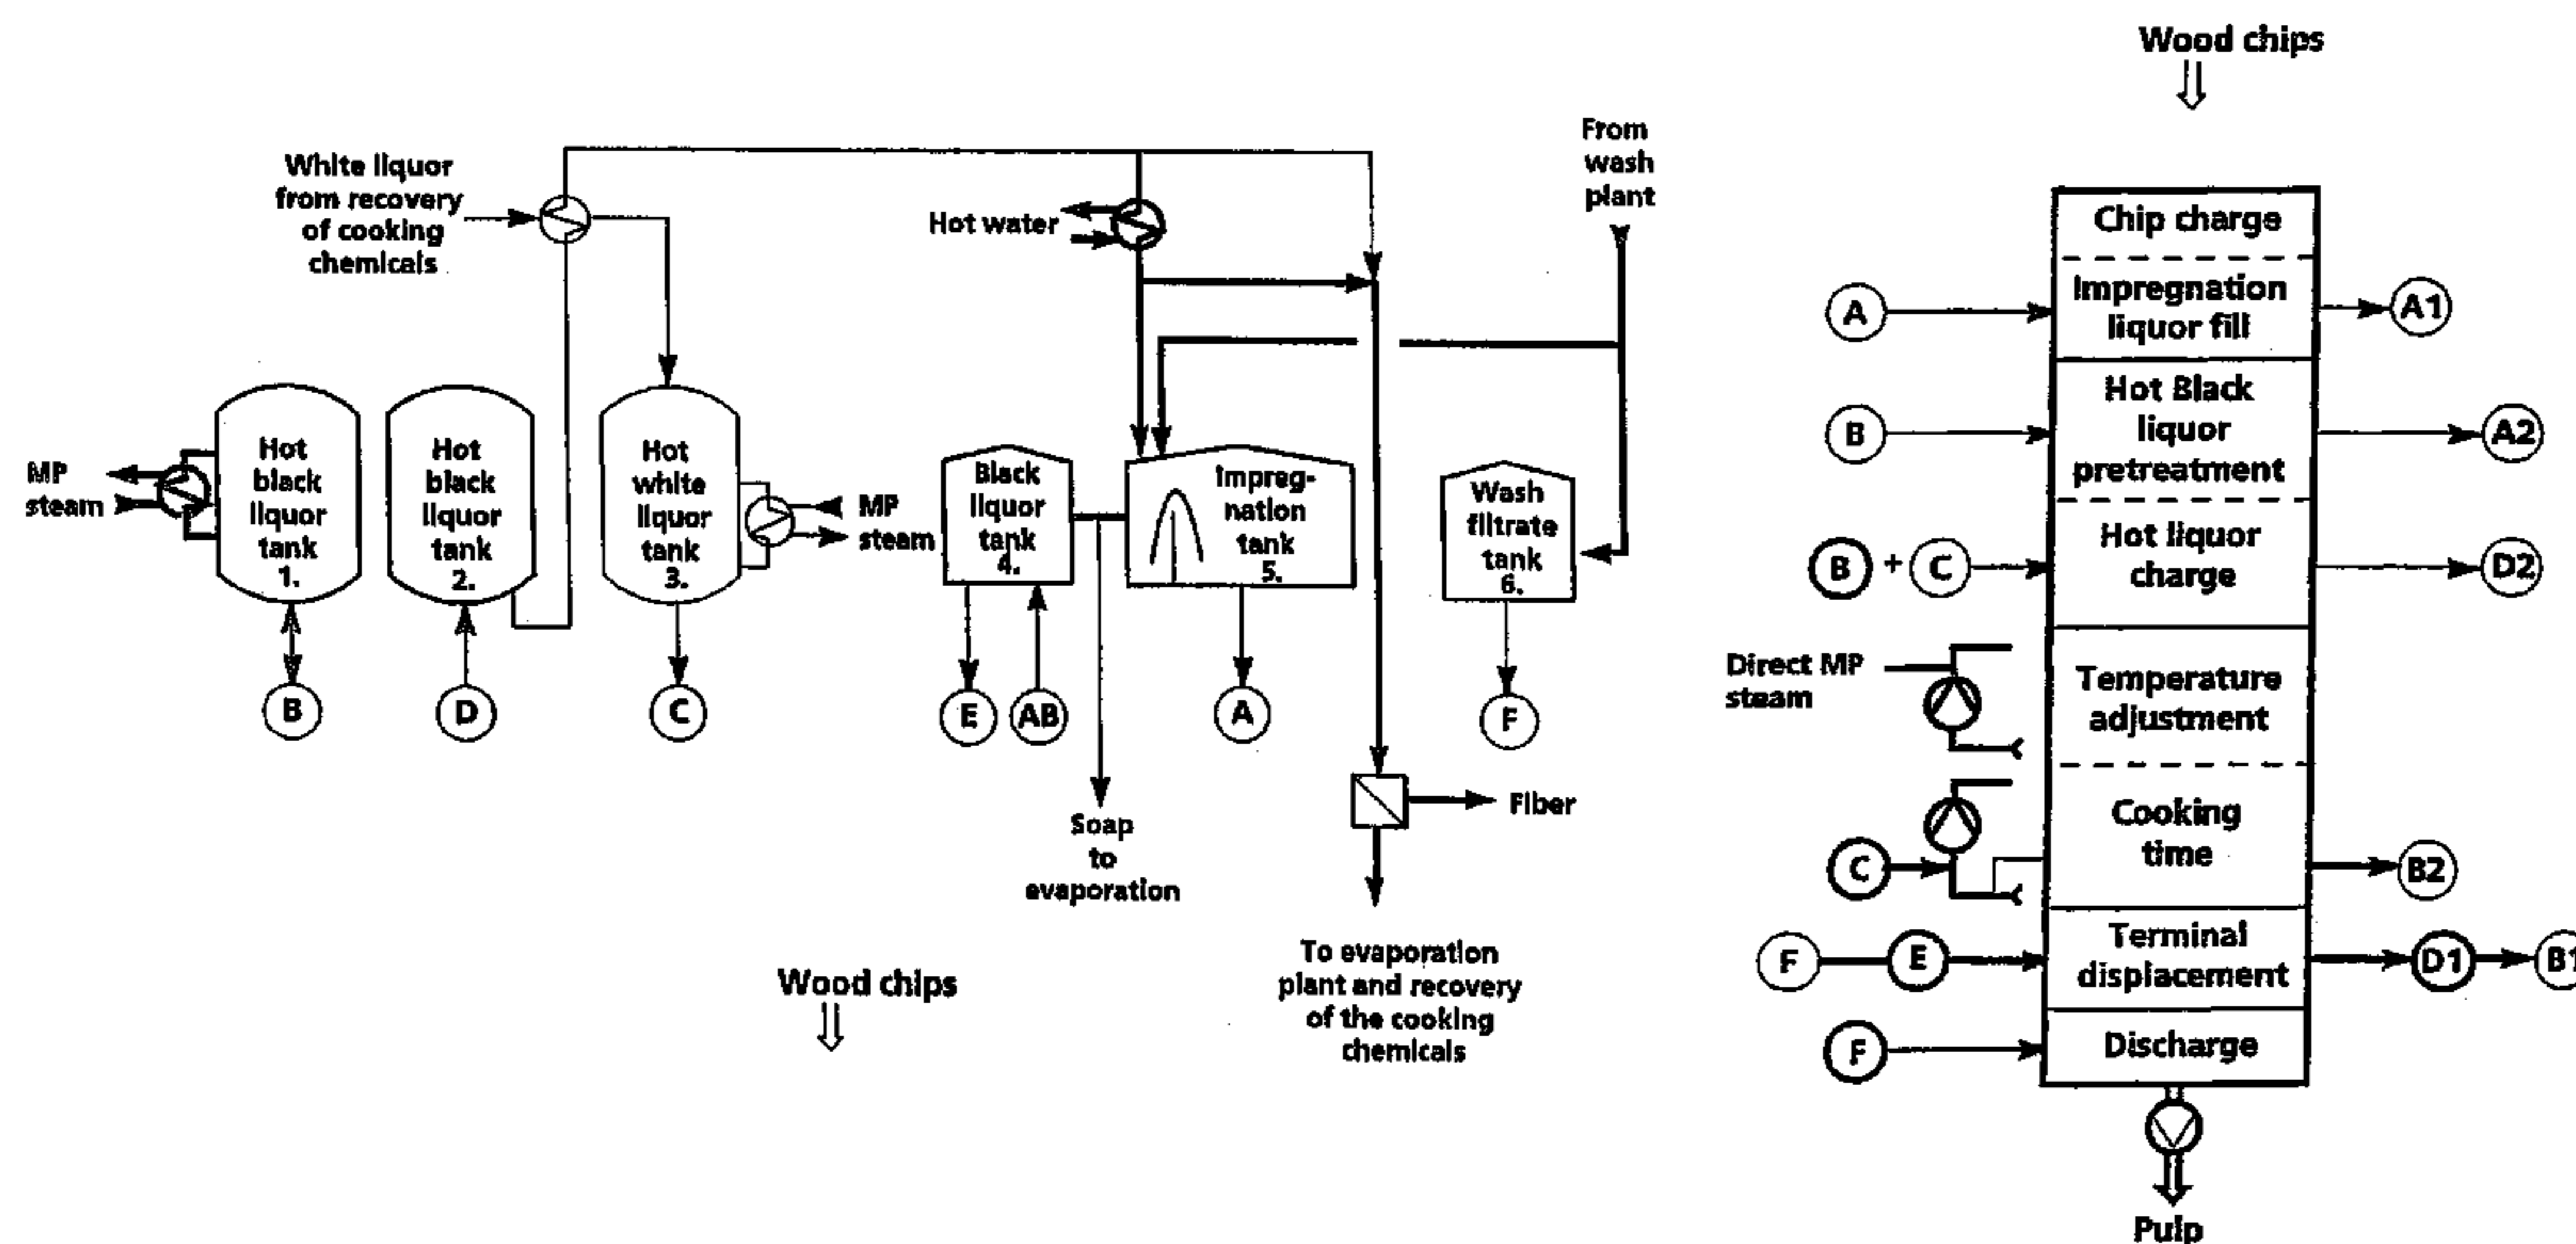 White liquor
from recovery
of cooking
chemicals
Hot water
From
wash
plant
MP
steam
Hot
black
liquor
tank
1.
Hot
black
liquor
tank
2.
Hot
white
liquor
tank
3.
MP
steam
Black
liquor
tank
4.
Impreg-
nation
tank
5.
Wash
filtrate
tank
6.
B
D
C
E
AB
A
F
Soap
to
evaporation
Fiber
To evaporation
plant and recovery
of the cooking
chemicals
Wood chips
Wood chips
Chip charge
A
Impregnation
liquor fill
A1
B
Hot Black
liquor
pretreatment
A2
B + C
Hot liquor
charge
D2
Direct MP
steam
Temperature
adjustment
Cooking
time
C
B2
F
E
Terminal
displacement
D1
B1
F
Discharge
Pulp